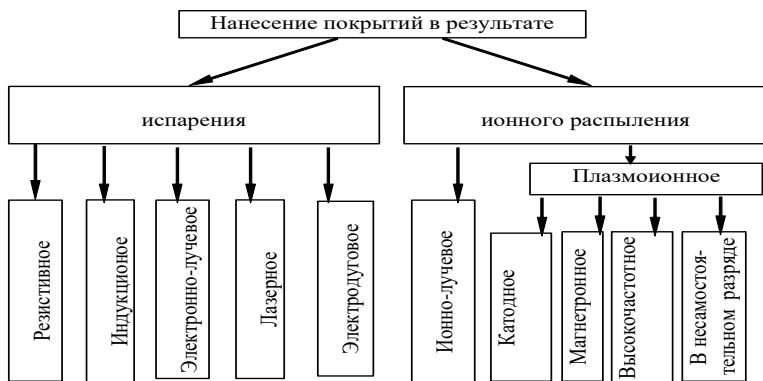 Нанесение покрытий в результате
испарения
ионного распыления
Плазмоионное
Резистивное
Индукционое
Электронно-лучевое
Лазерное
Электродуговое
Ионно-лучевое
Катодное
Магнетронное
Высокочастотное
В несамостоя-
тельном разряде